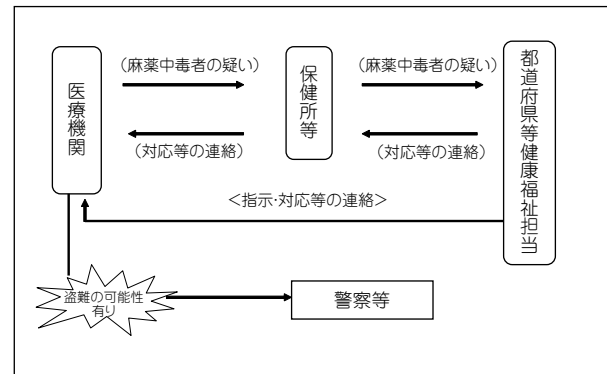 医療機関
(麻薬中毒者の疑い)
(対応等の連絡)
保健所等
(麻薬中毒者の疑い)
(対応等の連絡)
都道府県等健康福祉担当
<指示・対応等の連絡>
盗難の可能性
有り
警察等